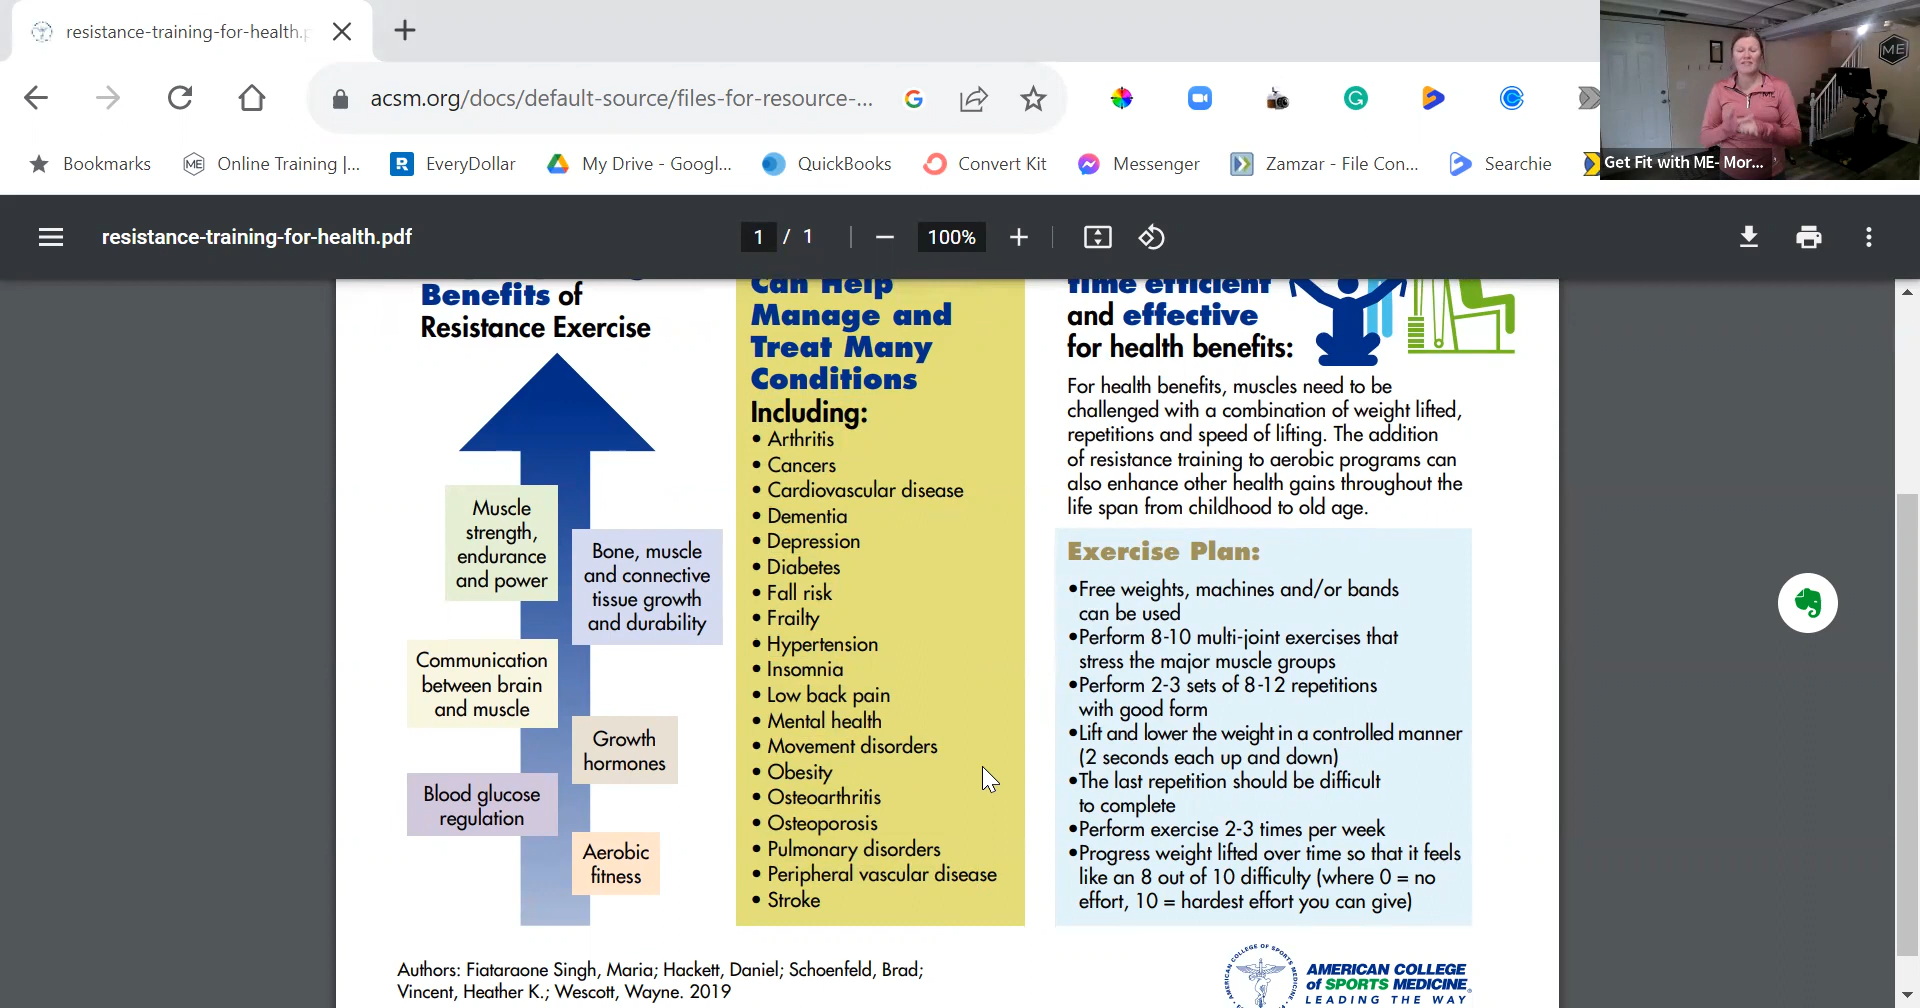 resistance-training-for-health.p
acsm.org/docs/default-source/files-for-resource-...
Bookmarks
ME
Online Training |...
EveryDollar
My Drive - Googl...
QuickBooks
Convert Kit
Messenger
Zamzar - File Con...
Searchie
ME
Get Fit with ME- Mor...
resistance-training-for-health.pdf
1 / 1
100%
Benefits of
Resistance Exercise
Muscle
strength,
endurance
and power
Bone, muscle
and connective
tissue growth
and durability
Communication
between brain
and muscle
Growth
hormones
Blood glucose
regulation
Aerobic
fitness
Can Help
Manage and
Treat Many
Conditions
Including:
• Arthritis
• Cancers
• Cardiovascular disease
• Dementia
• Depression
• Diabetes
• Fall risk
• Frailty
• Hypertension
• Insomnia
• Low back pain
• Mental health
• Movement disorders
• Obesity
• Osteoarthritis
• Osteoporosis
• Pulmonary disorders
• Peripheral vascular disease
• Stroke
time efficient
and effective
for health benefits:
For health benefits, muscles need to be
challenged with a combination of weight lifted,
repetitions and speed of lifting. The addition
of resistance training to aerobic programs can
also enhance other health gains throughout the
life span from childhood to old age.
Exercise Plan:
•Free weights, machines and/or bands
can be used
•Perform 8-10 multi-joint exercises that
stress the major muscle groups
•Perform 2-3 sets of 8-12 repetitions
with good form
•Lift and lower the weight in a controlled manner
(2 seconds each up and down)
•The last repetition should be difficult
to complete
•Perform exercise 2-3 times per week
•Progress weight lifted over time so that it feels
like an 8 out of 10 difficulty (where 0 = no
effort, 10 = hardest effort you can give)
Authors: Fiataraone Singh, Maria; Hackett, Daniel; Schoenfeld, Brad;
Vincent, Heather K.; Wescott, Wayne. 2019
AMERICAN COLLEGE
of SPORTS MEDICINE
LEADING THE WAY